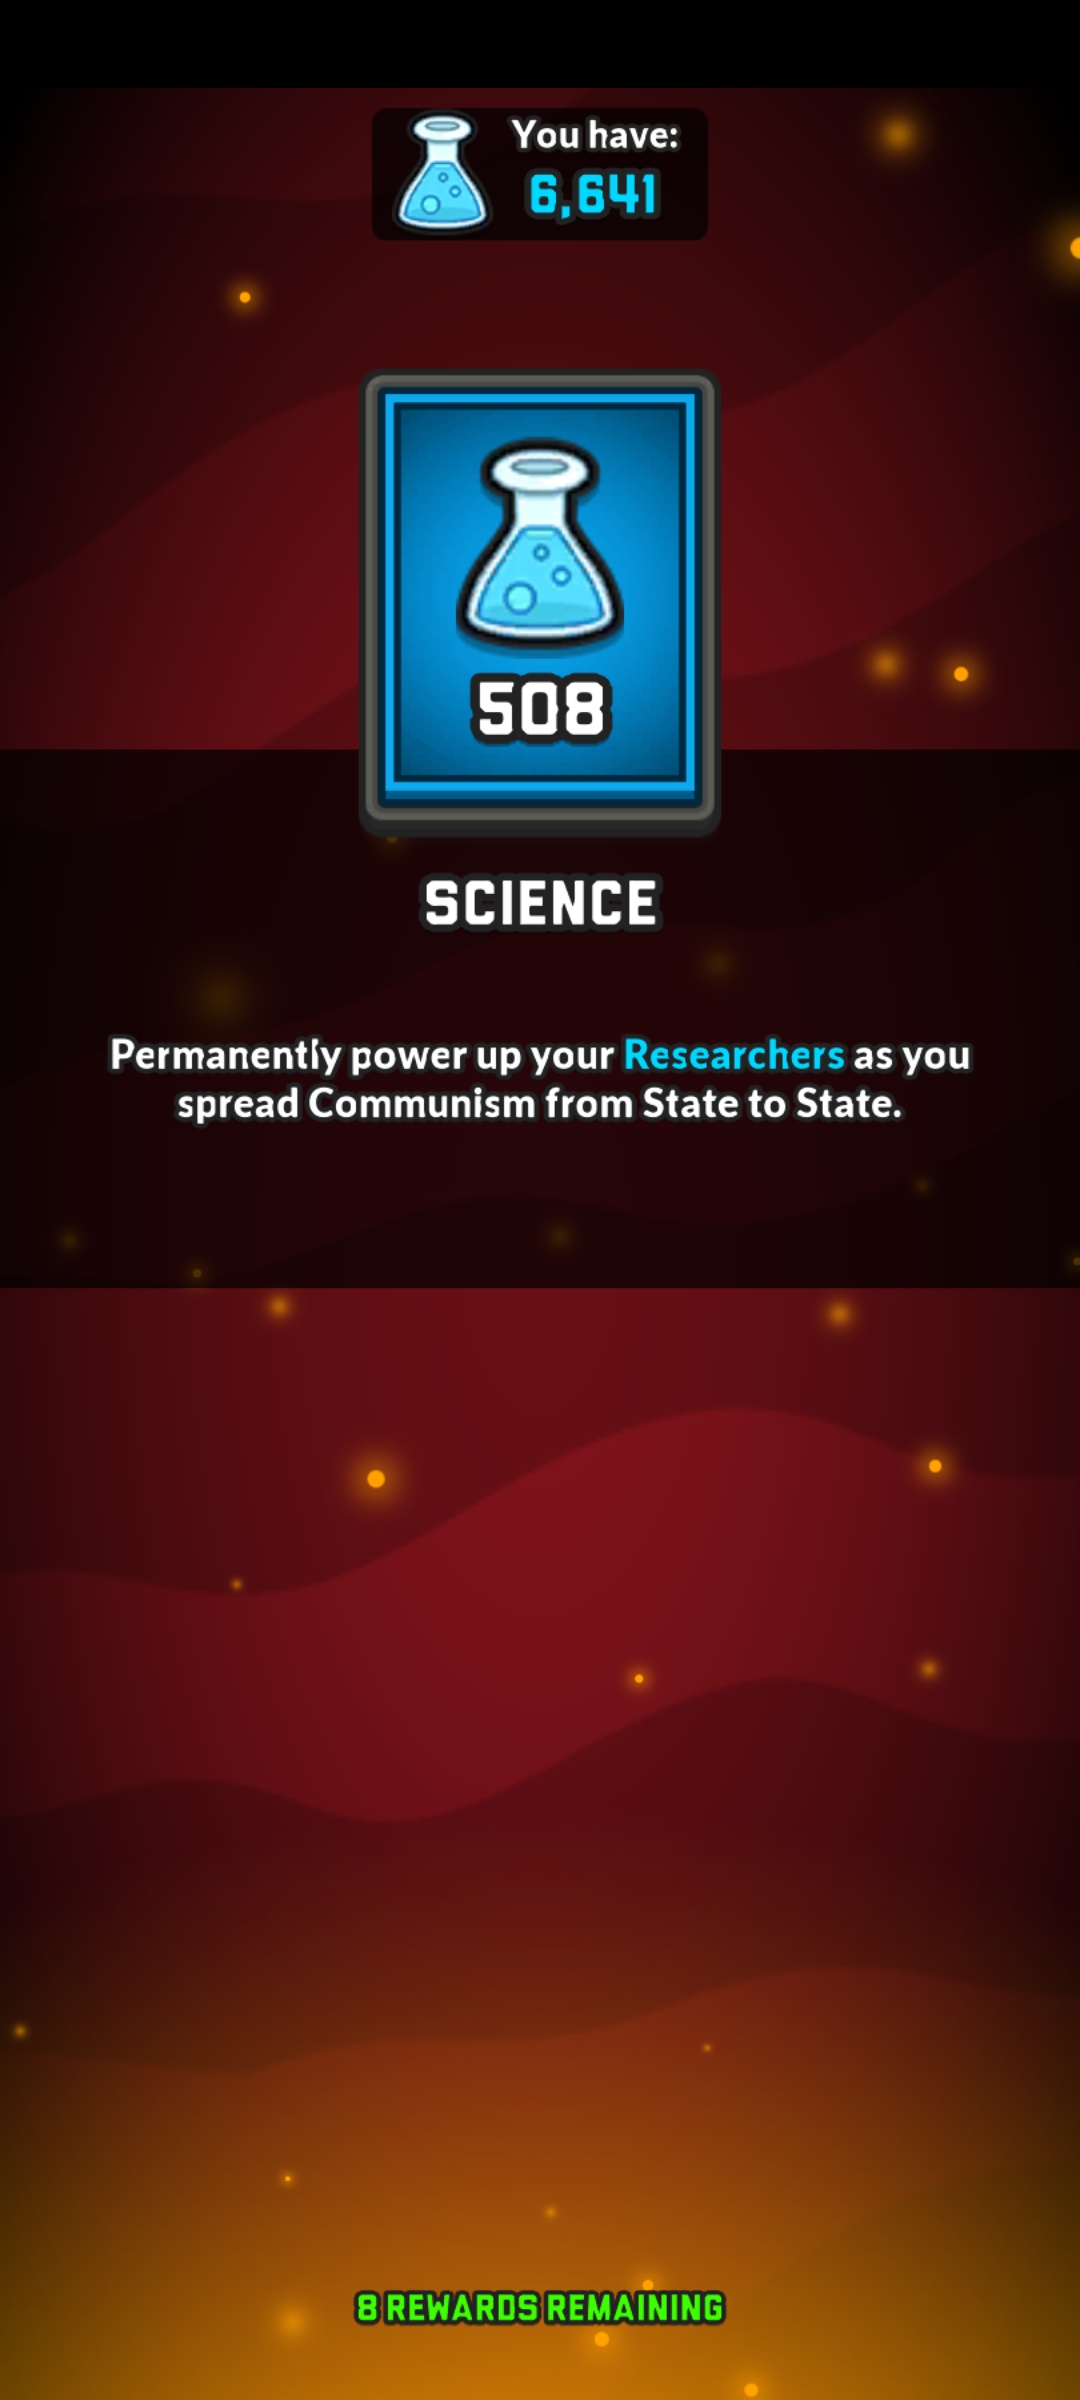 You have:
6,641
508
SCIENCE
Permanently power up your Researchers as you
spread Communism from State to State.
8 REWARDS REMAINING